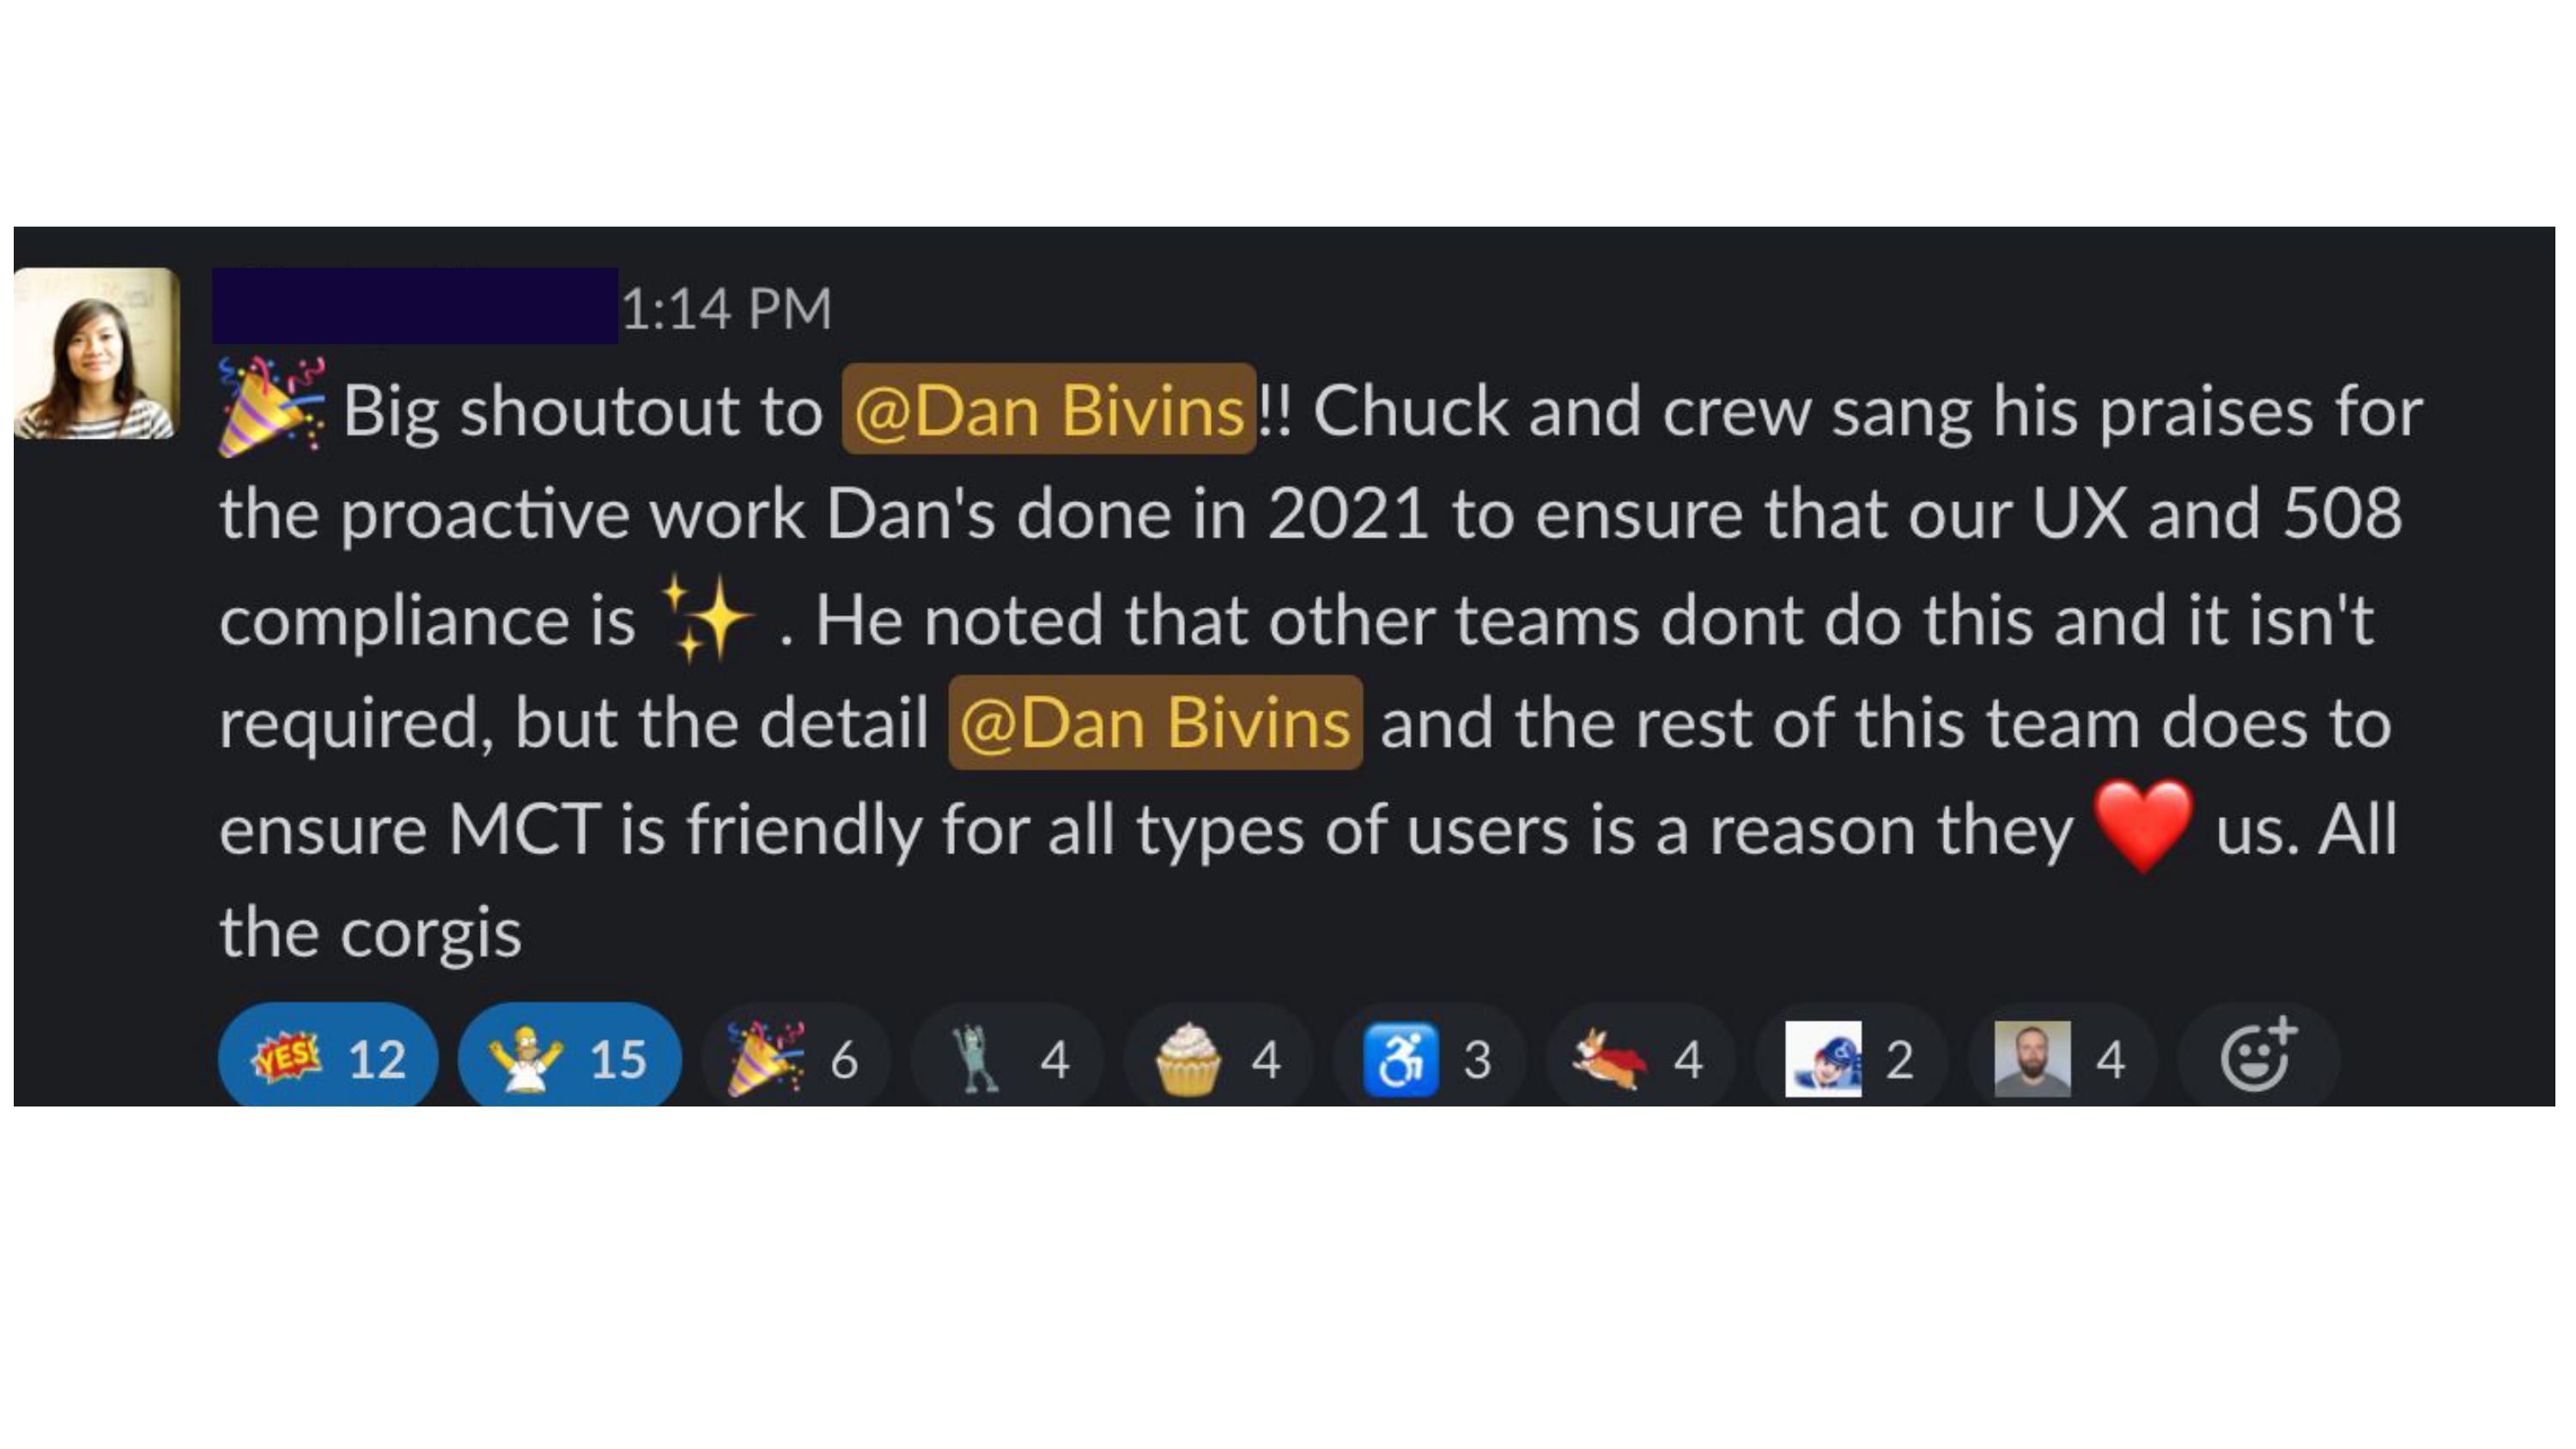 1:14 PM
🎉 Big shoutout to @Dan Bivins!! Chuck and crew sang his praises for
the proactive work Dan's done in 2021 to ensure that our UX and 508
compliance is ✨ . He noted that other teams dont do this and it isn't
required, but the detail @Dan Bivins and the rest of this team does to
ensure MCT is friendly for all types of users is a reason they ❤️ us. All
the corgis
YES! 12 15 6 4 4 3 4 2 4